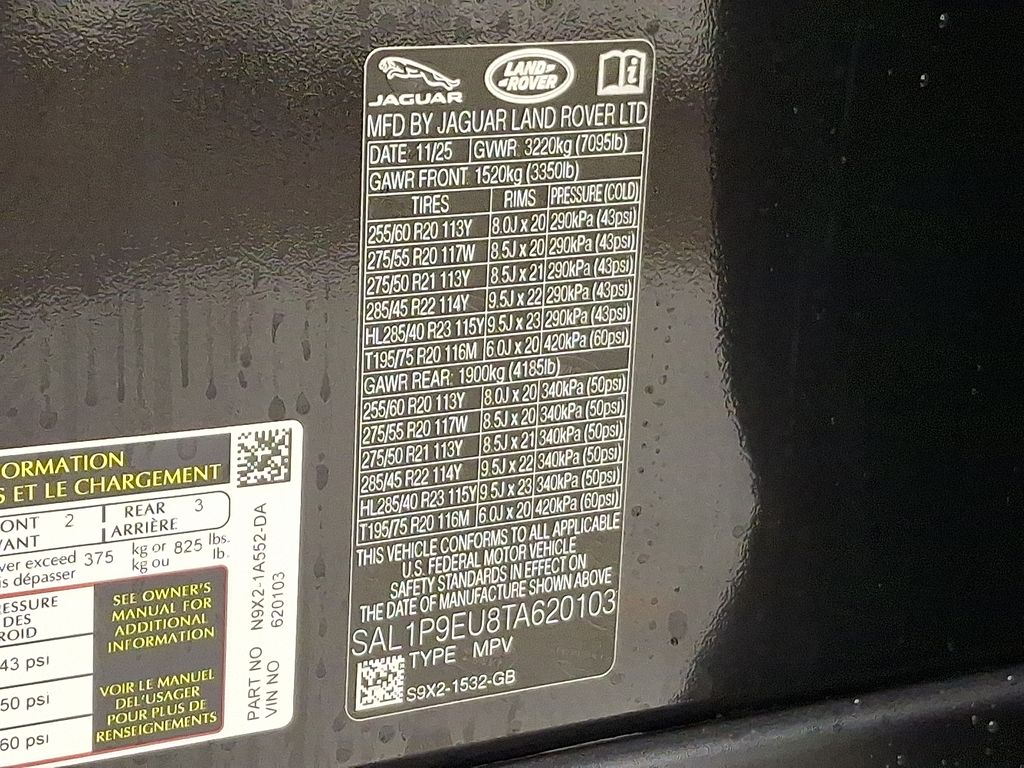 JAGUAR
LAND-
-ROVER
i
MFD BY JAGUAR LAND ROVER LTD
DATE: 11/25 GVWR: 3220kg (7095lb)
GAWR FRONT: 1520kg (3350lb)
TIRES RIMS PRESSURE(COLD)
255/60 R20 113Y 8.0J x 20 290kPa (43psi)
275/55 R20 117W 8.5J x 20 290kPa (43psi)
275/50 R21 113Y 8.5J x 21 290kPa (43psi)
285/45 R22 114Y 9.5J x 22 290kPa (43psi)
HL285/40 R23 115Y 9.5J x 23 290kPa (43psi)
T195/75 R20 116M 6.0J x 20 420kPa (60psi)
GAWR REAR: 1900kg (4185lb)
255/60 R20 113Y 8.0J x 20 340kPa (50psi)
275/55 R20 117W 8.5J x 20 340kPa (50psi)
275/50 R21 113Y 8.5J x 21 340kPa (50psi)
285/45 R22 114Y 9.5J x 22 340kPa (50psi)
HL285/40 R23 115Y 9.5J x 23 340kPa (50psi)
T195/75 R20 116M 6.0J x 20 420kPa (60psi)
THIS VEHICLE CONFORMS TO ALL APPLICABLE
U.S. FEDERAL MOTOR VEHICLE
SAFETY STANDARDS IN EFFECT ON
THE DATE OF MANUFACTURE SHOWN ABOVE
SAL1P9EU8TA620103
TYPE MPV
S9X2-1532-GB
FORMATION
S ET LE CHARGEMENT
ONT 2 REAR 3
VANT ARRIÈRE
ver exceed 375 kg or 825 lbs.
is dépasser kg ou lb.
ESSURE
DES
ROID
43 psi
50 psi
60 psi
SEE OWNER'S
MANUAL FOR
ADDITIONAL
INFORMATION
VOIR LE MANUEL
DEL'USAGER
POUR PLUS DE
RENSEIGNEMENTS
PART NO N9X2-1A552-DA
VIN NO 620103